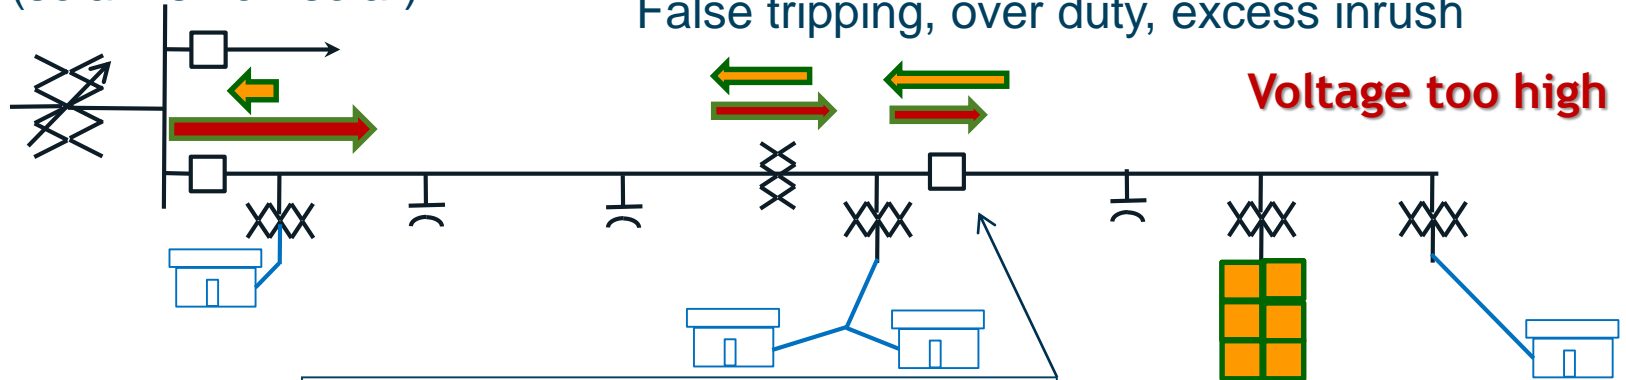 False tripping, over duty, excess inrush
Voltage too high